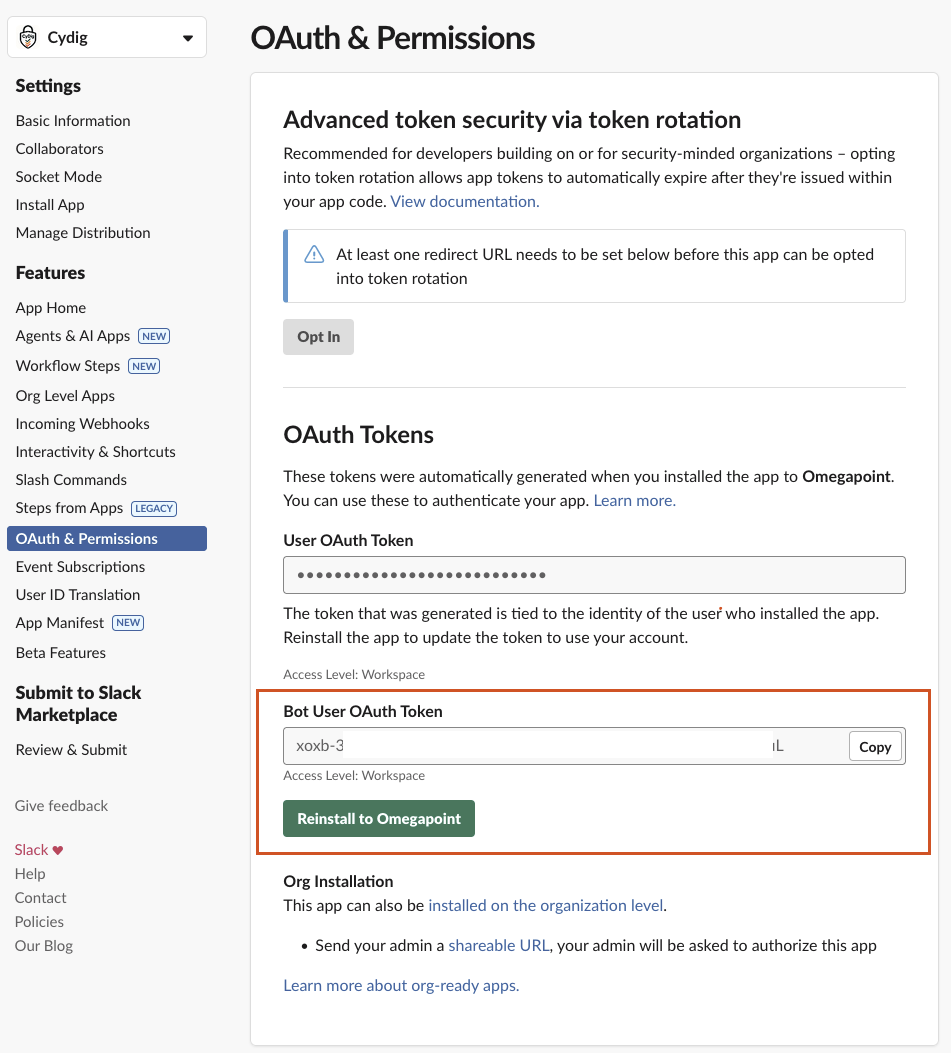 Cydig
Settings
Basic Information
Collaborators
Socket Mode
Install App
Manage Distribution
Features
App Home
Agents & AI Apps NEW
Workflow Steps NEW
Org Level Apps
Incoming Webhooks
Interactivity & Shortcuts
Slash Commands
Steps from Apps LEGACY
OAuth & Permissions
Event Subscriptions
User ID Translation
App Manifest NEW
Beta Features
Submit to Slack
Marketplace
Review & Submit
Give feedback
Slack ♥
Help
Contact
Policies
Our Blog
OAuth & Permissions
Advanced token security via token rotation
Recommended for developers building on or for security-minded organizations – opting
into token rotation allows app tokens to automatically expire after they're issued within
your app code. View documentation.
At least one redirect URL needs to be set below before this app can be opted
into token rotation
Opt In
OAuth Tokens
These tokens were automatically generated when you installed the app to Omegapoint.
You can use these to authenticate your app. Learn more.
User OAuth Token
•••••••••••••••••••••••••••
The token that was generated is tied to the identity of the user who installed the app.
Reinstall the app to update the token to use your account.
Access Level: Workspace
Bot User OAuth Token
xoxb-3 L Copy
Access Level: Workspace
Reinstall to Omegapoint
Org Installation
This app can also be installed on the organization level.
• Send your admin a shareable URL, your admin will be asked to authorize this app
Learn more about org-ready apps.